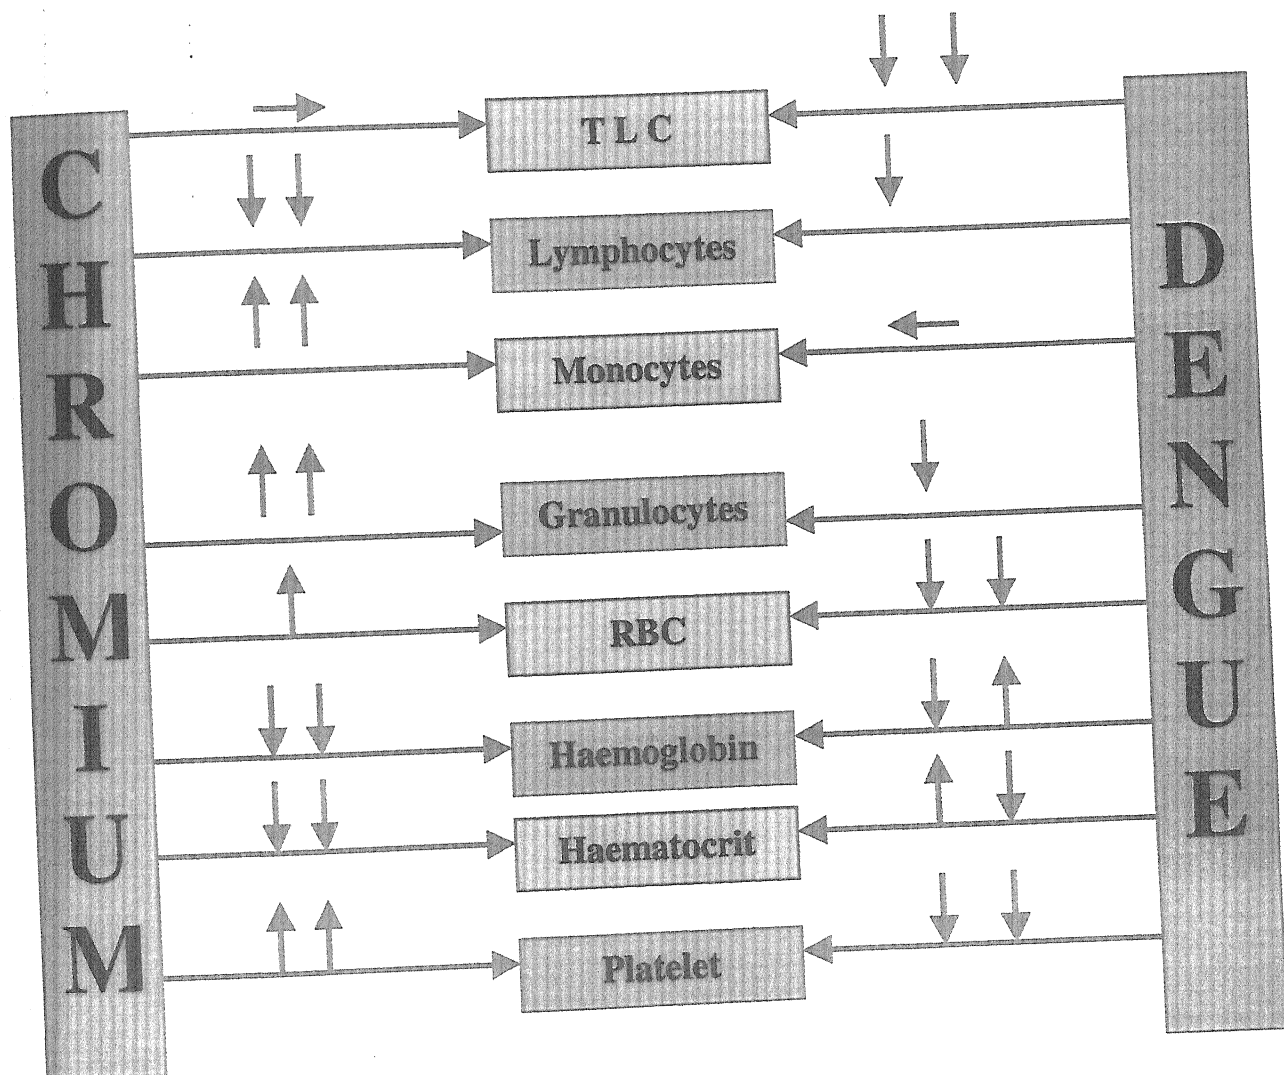 CHROMIUM
TLC
Lymphocytes
Monocytes
Granulocytes
RBC
Haemoglobin
Haematocrit
Platelet
DENGUE